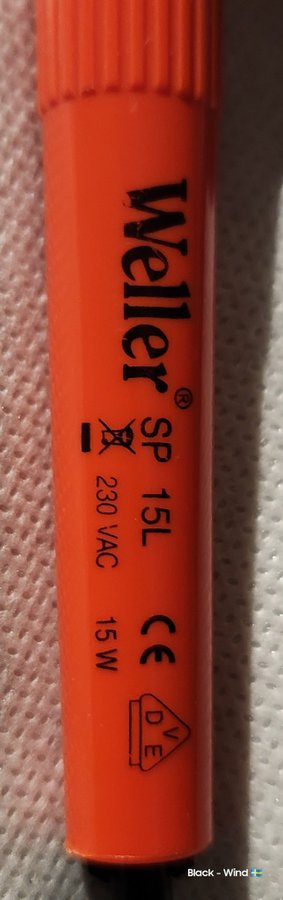 Weller®
SP 15L CE
230 VAC 15 W
VDE
Black - Wind 🇸🇪